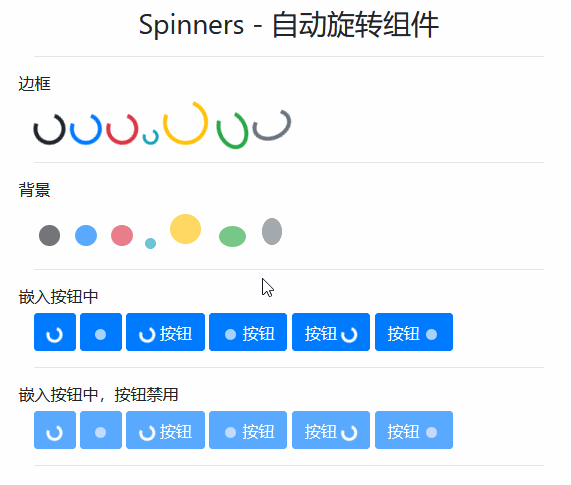 Spinners - 自动旋转组件
边框
背景
嵌入按钮中
按钮 按钮 按钮 按钮
嵌入按钮中，按钮禁用
按钮 按钮 按钮 按钮